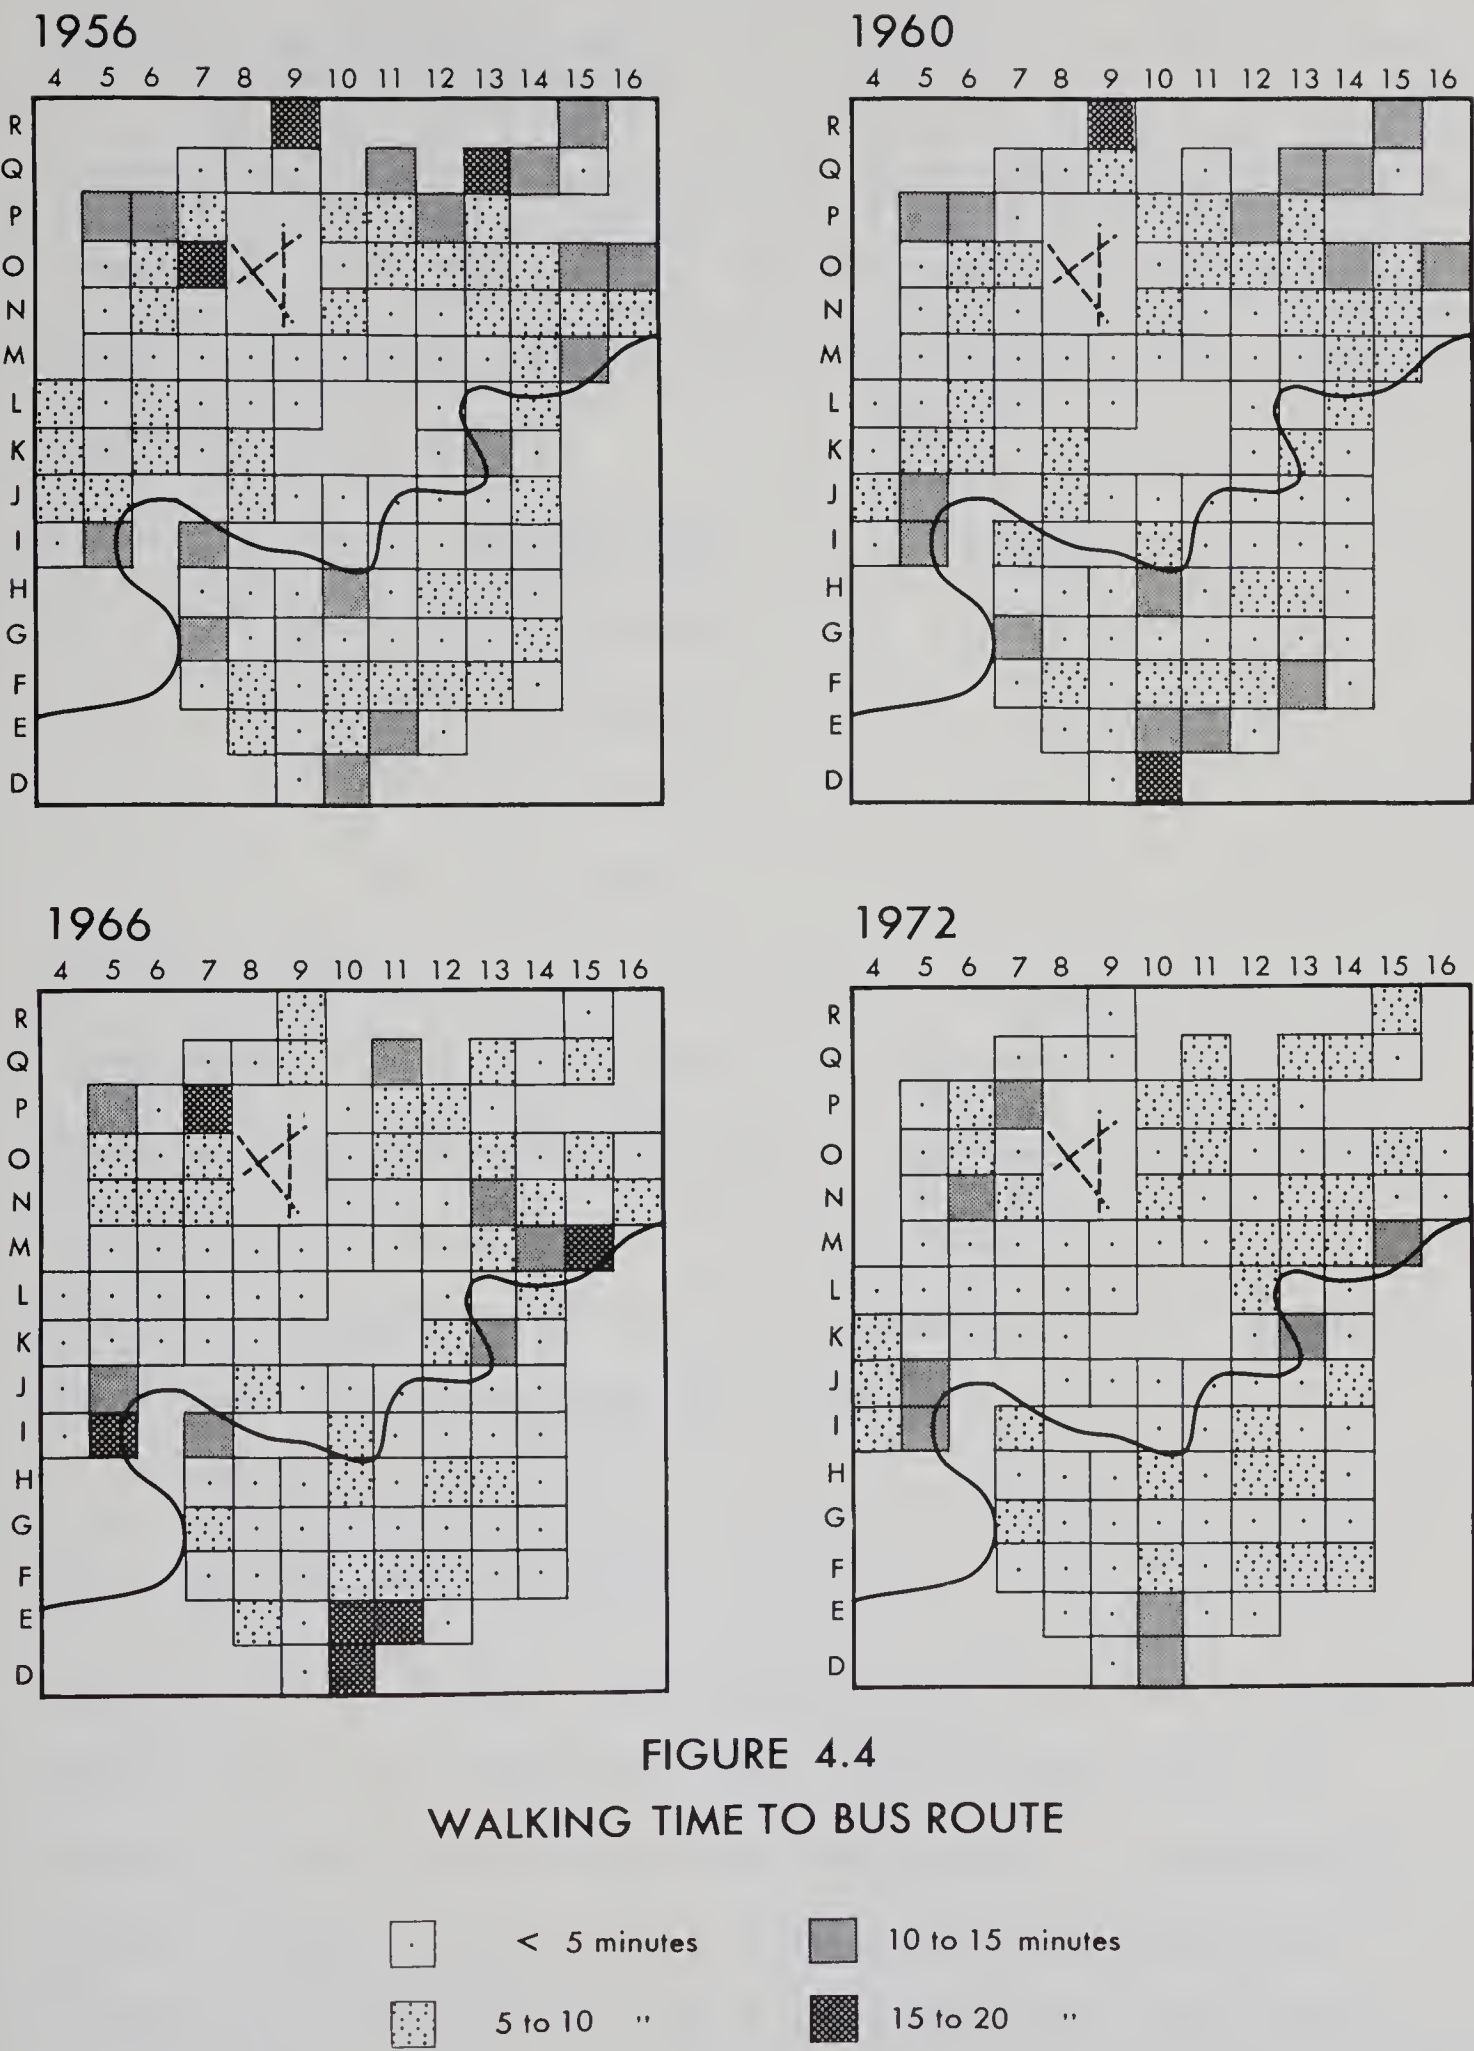 1956
4 5 6 7 8 9 10 11 12 13 14 15 16
R
Q
P
O
N
M
L
K
J
I
H
G
F
E
D
1960
4 5 6 7 8 9 10 11 12 13 14 15 16
R
Q
P
O
N
M
L
K
J
I
H
G
F
E
D
1966
4 5 6 7 8 9 10 11 12 13 14 15 16
R
Q
P
O
N
M
L
K
J
I
H
G
F
E
D
1972
4 5 6 7 8 9 10 11 12 13 14 15 16
R
Q
P
O
N
M
L
K
J
I
H
G
F
E
D
FIGURE 4.4
WALKING TIME TO BUS ROUTE
< 5 minutes
10 to 15 minutes
5 to 10 "
15 to 20 "